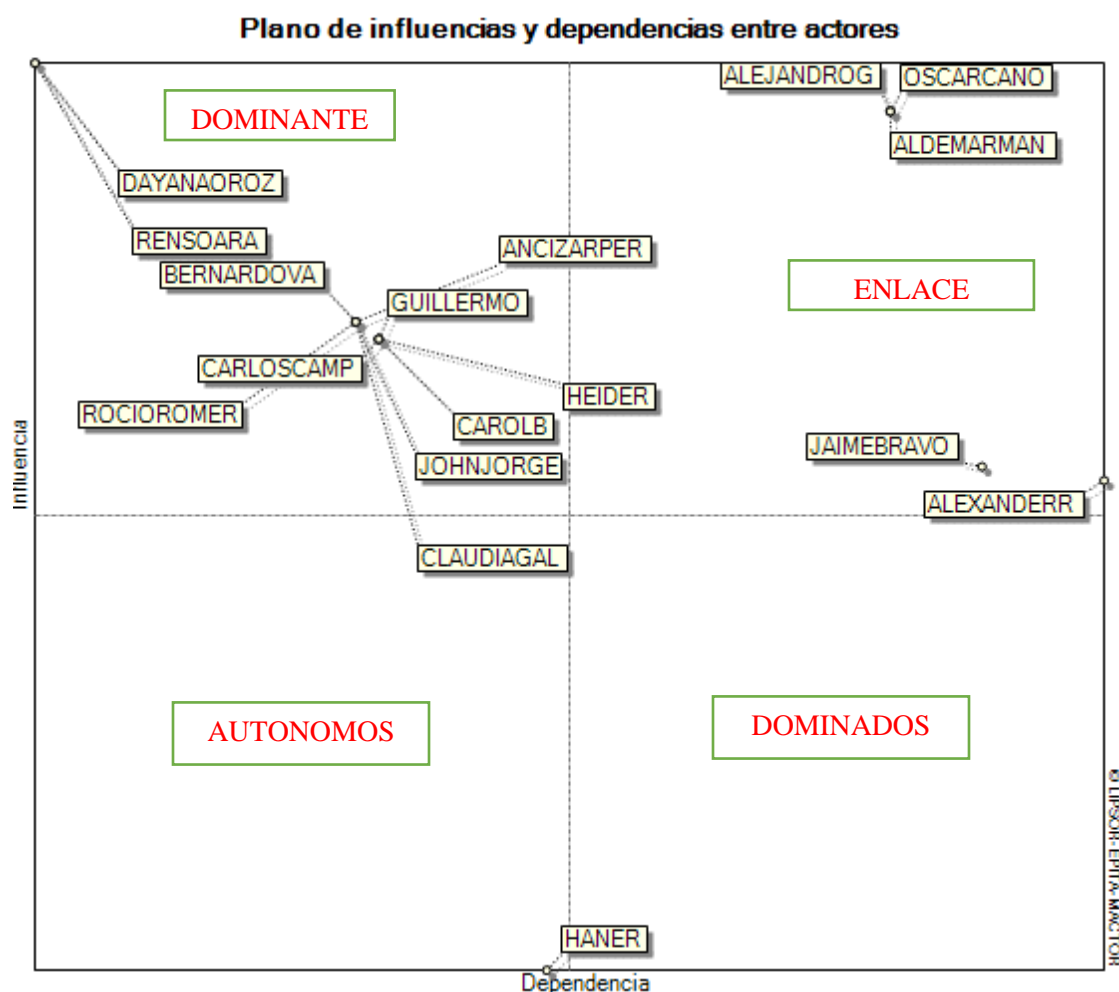 Plano de influencias y dependencias entre actores
ALEJANDROG
OSCARCANO
DOMINANTE
ALDEMARMAN
DAYANAOROZ
RENSOARA
ANCIZARPER
BERNARDOVA
ENLACE
GUILLERMO
CARLOSCAMP
HEIDER
ROCIOROMER
CAROLB
JAIMEBRAVO
JOHNJORGE
Influencia
ALEXANDERR
CLAUDIAGAL
AUTONOMOS
DOMINADOS
© LIPSOR-EPITA-MACTOR
HANER
Dependencia